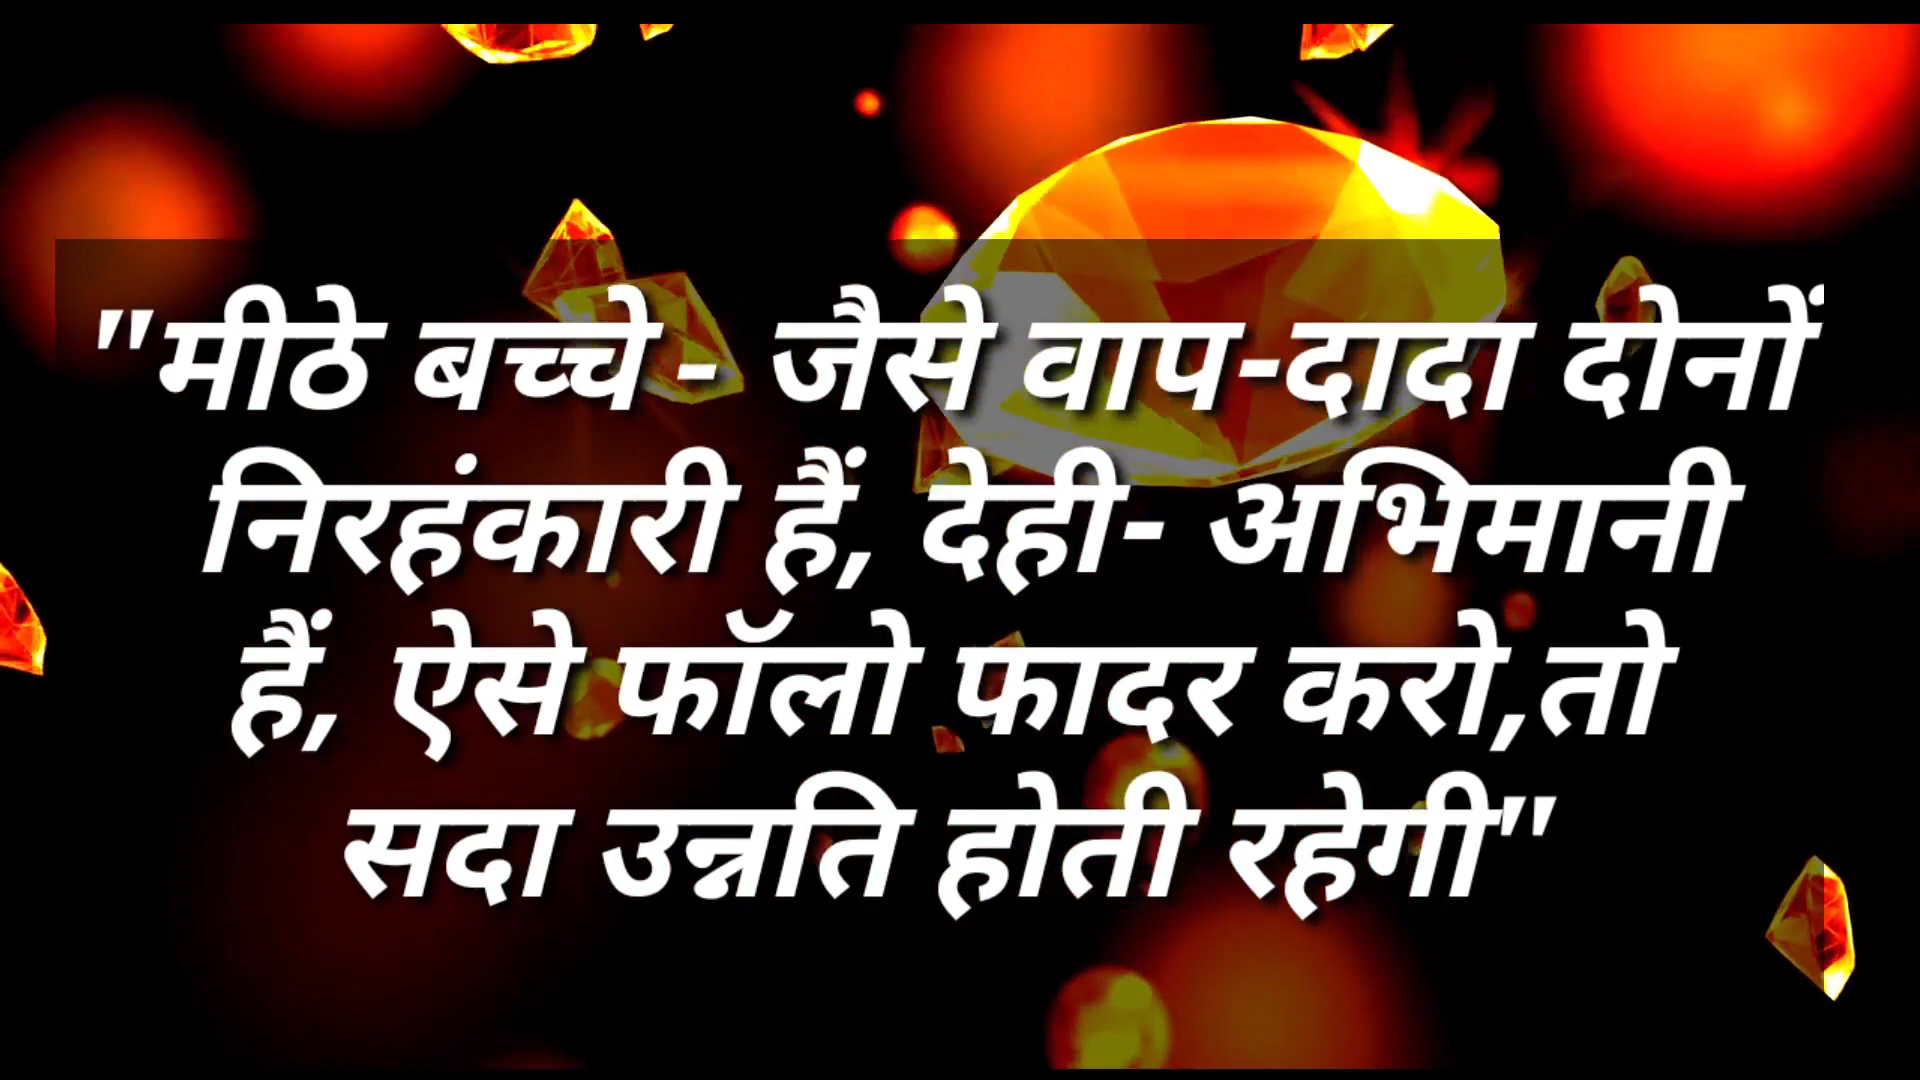 "मीठे बच्चे - जैसे वाप-दादा दोनों
निरहंकारी हैं, देही- अभिमानी
हैं, ऐसे फॉलो फादर करो,तो
सदा उन्नति होती रहेगी"